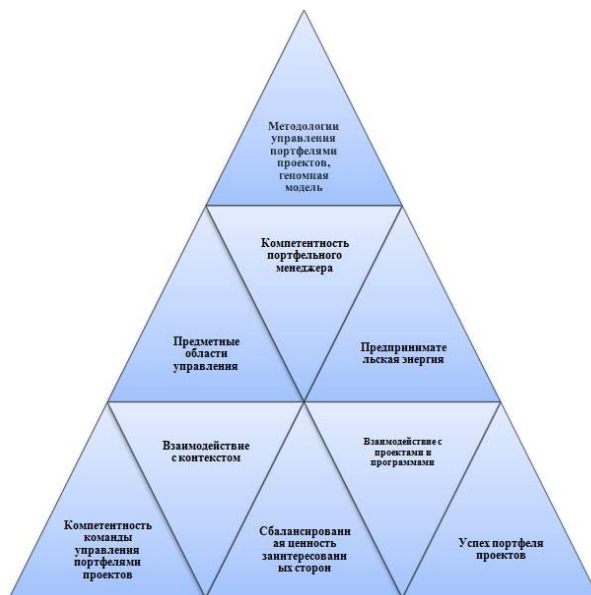 Методологии
управления
портфелями
проектов,
геномная
модель
Компетентность
портфельного
менеджера
Предметные
области
управления
Предпринимате
льская энергия
Взаимодействие
с контекстом
Взаимодействие с
проектами и
программами
Компетентность
команды
управления
портфелями
проектов
Сбалансированн
ая ценность
заинтересованн
ых сторон
Успех портфеля
проектов